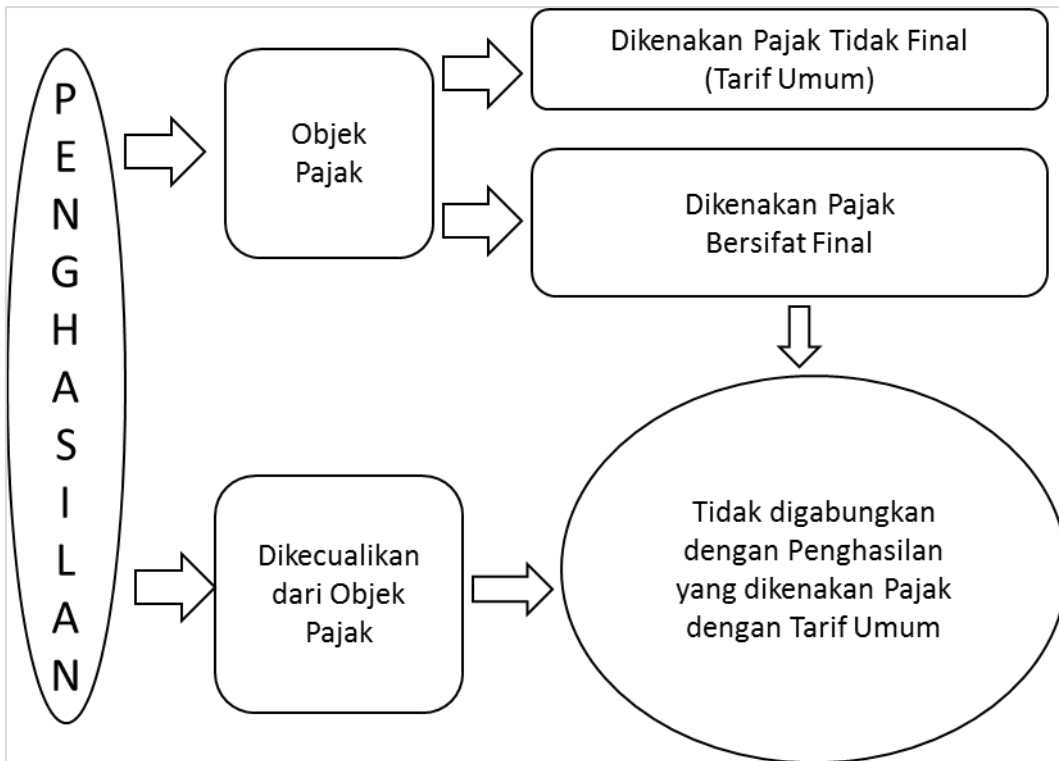 PENGHASILAN
Objek
Pajak
Dikenakan Pajak Tidak Final
(Tarif Umum)
Dikenakan Pajak
Bersifat Final
Dikecualikan
dari Objek
Pajak
Tidak digabungkan
dengan Penghasilan
yang dikenakan Pajak
dengan Tarif Umum